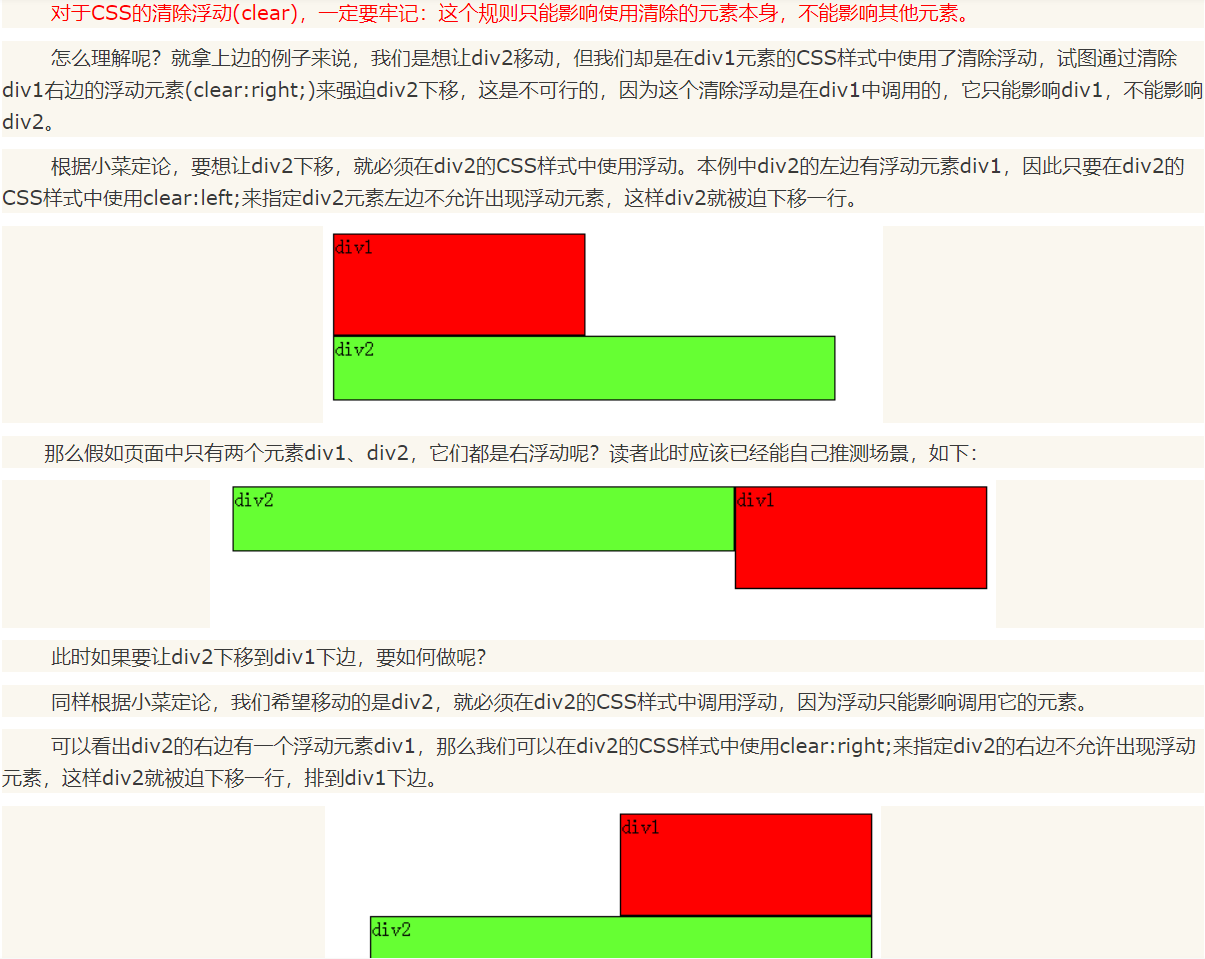 对于CSS的清除浮动(clear)，一定要牢记：这个规则只能影响使用清除的元素本身，不能影响其他元素。
怎么理解呢？就拿上边的例子来说，我们是想让div2移动，但我们却是在div1元素的CSS样式中使用了清除浮动，试图通过清除
div1右边的浮动元素(clear:right;)来强迫div2下移，这是不可行的，因为这个清除浮动是在div1中调用的，它只能影响div1，不能影响
div2。
根据小菜定论，要想让div2下移，就必须在div2的CSS样式中使用浮动。本例中div2的左边有浮动元素div1，因此只要在div2的
CSS样式中使用clear:left;来指定div2元素左边不允许出现浮动元素，这样div2就被迫下移一行。
div1
div2
那么假如页面中只有两个元素div1、div2，它们都是右浮动呢？读者此时应该已经能自己推测场景，如下：
div2
div1
此时如果要让div2下移到div1下边，要如何做呢？
同样根据小菜定论，我们希望移动的是div2，就必须在div2的CSS样式中调用浮动，因为浮动只能影响调用它的元素。
可以看出div2的右边有一个浮动元素div1，那么我们可以在div2的CSS样式中使用clear:right;来指定div2的右边不允许出现浮动
元素，这样div2就被迫下移一行，排到div1下边。
div1
div2